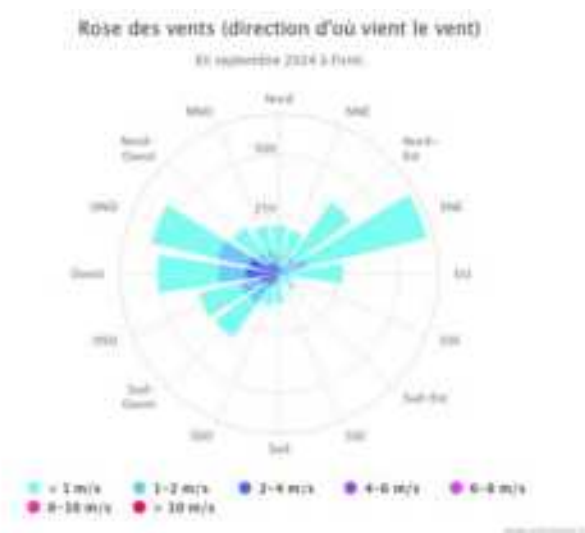 Rose des vents (direction d'où vient le vent)
En septembre 2024 à
Nord
NNO
NNE
Nord-Ouest
Nord-Est
ONO
ENE
Ouest
Est
OSO
ESE
Sud-Ouest
Sud-Est
SSO
SSE
Sud
< 1 m/s
1-2 m/s
2-4 m/s
4-6 m/s
6-8 m/s
8-10 m/s
> 10 m/s